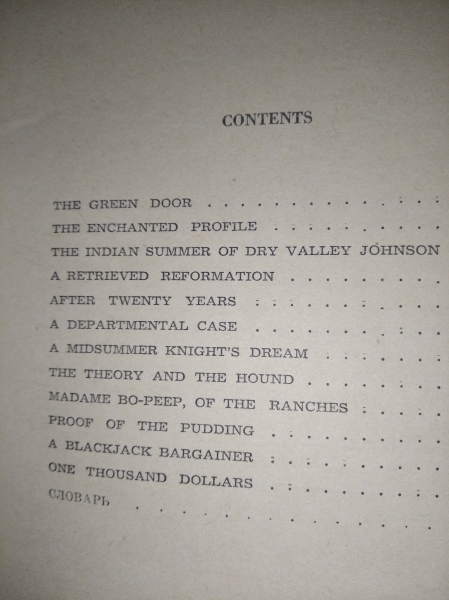 CONTENTS
THE GREEN DOOR . . . . . . . . . . . . .
THE ENCHANTED PROFILE . . . . . . . . .
THE INDIAN SUMMER OF DRY VALLEY JOHNSON
A RETRIEVED REFORMATION . . . . . . . .
AFTER TWENTY YEARS . . . . . . . . . .
A DEPARTMENTAL CASE . . . . . . . . . .
A MIDSUMMER KNIGHT'S DREAM . . . . . . .
THE THEORY AND THE HOUND . . . . . . . .
MADAME BO-PEEP, OF THE RANCHES . . . . .
PROOF OF THE PUDDING . . . . . . . . . .
A BLACKJACK BARGAINER . . . . . . . . .
ONE THOUSAND DOLLARS . . . . . . . . . .
СЛОВАРЬ . . . . . . . . . . . . .